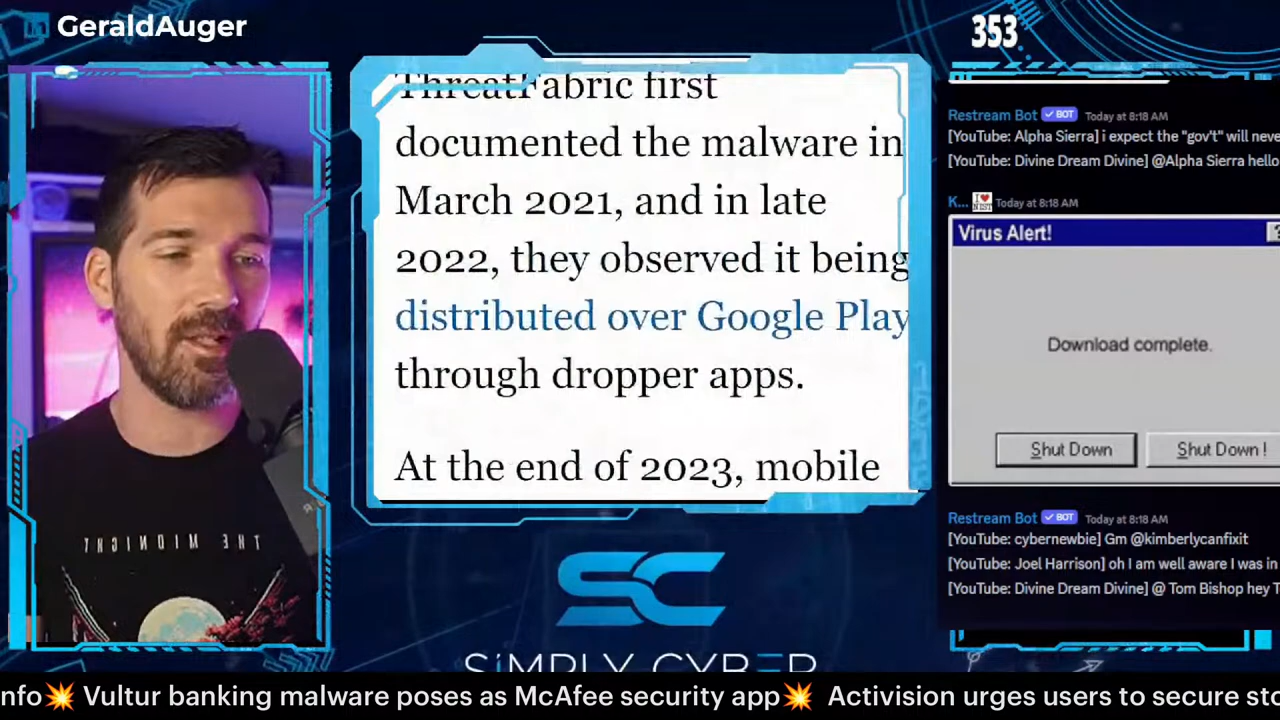 in GeraldAuger
353
ThreatFabric first
documented the malware in
March 2021, and in late
2022, they observed it being
distributed over Google Play
through dropper apps.
At the end of 2023, mobile
Restream Bot ✓ BOT Today at 8:18 AM
[YouTube: Alpha Sierra] i expect the "gov't" will neve
[YouTube: Divine Dream Divine] @Alpha Sierra hello
K... I ♥ NIST Today at 8:18 AM
Virus Alert! ?
Download complete.
Shut Down Shut Down !
Restream Bot ✓ BOT Today at 8:18 AM
[YouTube: cybernewbie] Gm @kimberlycanfixit
[YouTube: Joel Harrison] oh I am well aware I was in
[YouTube: Divine Dream Divine] @ Tom Bishop hey T
THE MIDNIGHT
SC
SIMPLY CYBER
nfo💥 Vultur banking malware poses as McAfee security app💥 Activision urges users to secure sto